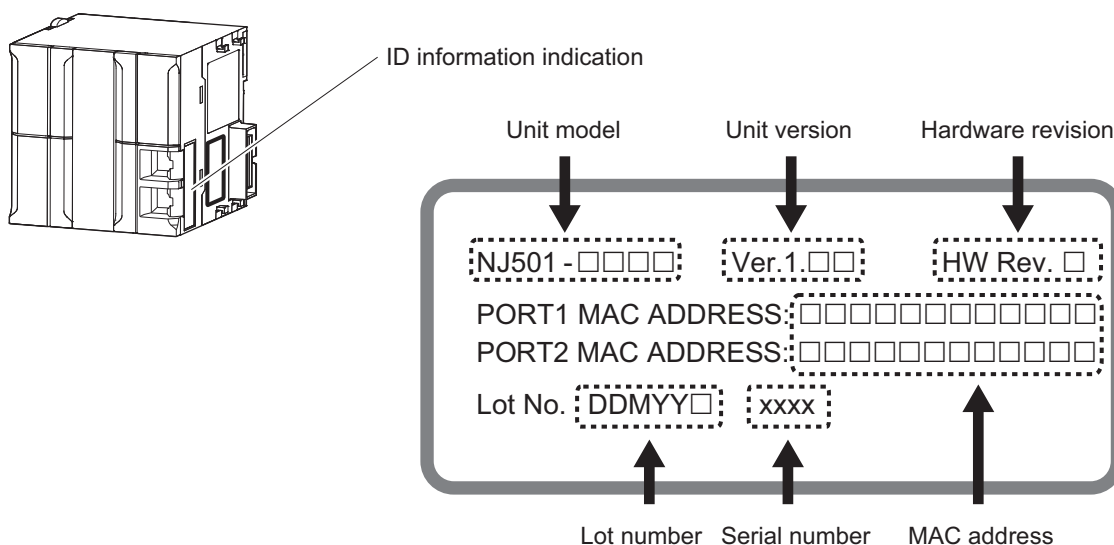 ID information indication
Unit model Unit version Hardware revision
NJ501 - □□□□ Ver.1.□□ HW Rev. □
PORT1 MAC ADDRESS: □□□□□□□□□□□□
PORT2 MAC ADDRESS: □□□□□□□□□□□□
Lot No. DDMYY□ xxxx
Lot number Serial number MAC address